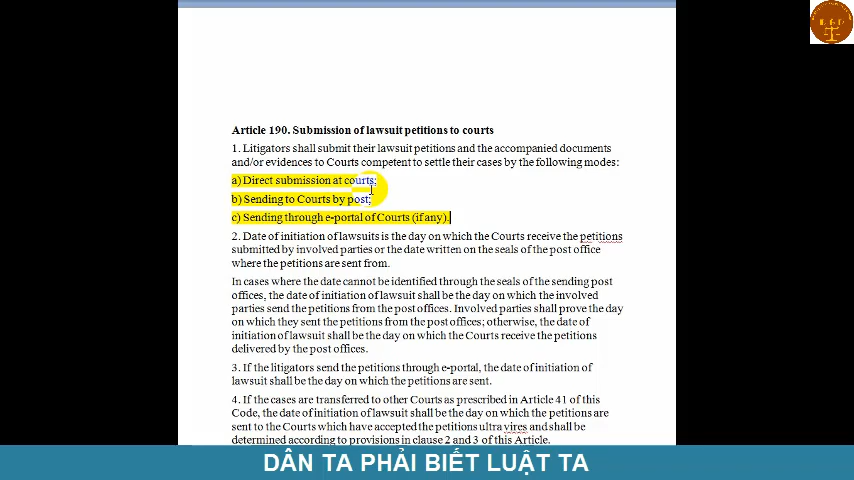 Article 190. Submission of lawsuit petitions to courts
1. Litigators shall submit their lawsuit petitions and the accompanied documents
and/or evidences to Courts competent to settle their cases by the following modes:
a) Direct submission at courts;
b) Sending to Courts by post;
c) Sending through e-portal of Courts (if any).
2. Date of initiation of lawsuits is the day on which the Courts receive the petitions
submitted by involved parties or the date written on the seals of the post office
where the petitions are sent from.
In cases where the date cannot be identified through the seals of the sending post
offices, the date of initiation of lawsuit shall be the day on which the involved
parties send the petitions from the post offices. Involved parties shall prove the day
on which they sent the petitions from the post offices; otherwise, the date of
initiation of lawsuit shall be the day on which the Courts receive the petitions
delivered by the post offices.
3. If the litigators send the petitions through e-portal, the date of initiation of
lawsuit shall be the day on which the petitions are sent.
4. If the cases are transferred to other Courts as prescribed in Article 41 of this
Code, the date of initiation of lawsuit shall be the day on which the petitions are
sent to the Courts which have accepted the petitions ultra vires and shall be
determined according to provisions in clause 2 and 3 of this Article.
DÂN TA PHẢI BIẾT LUẬT TA